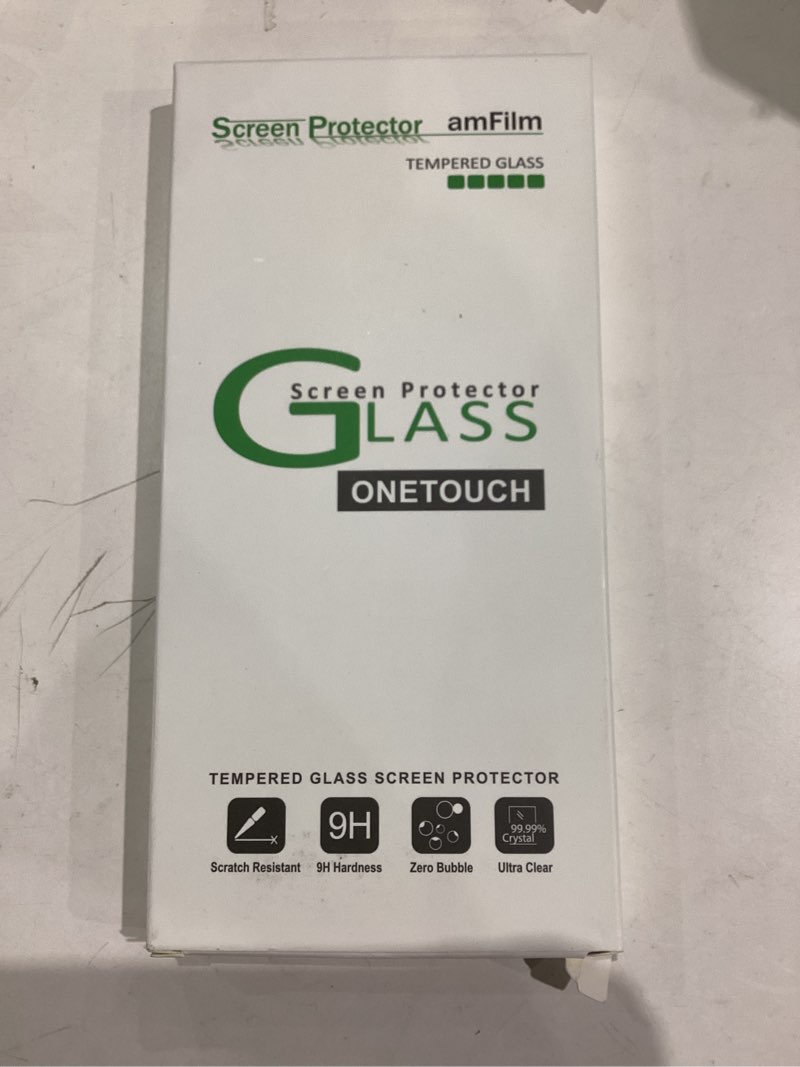 Screen Protector amFilm
TEMPERED GLASS
Screen Protector
GLASS
ONETOUCH
TEMPERED GLASS SCREEN PROTECTOR
9H
99.99%
Crystal
Scratch Resistant 9H Hardness Zero Bubble Ultra Clear